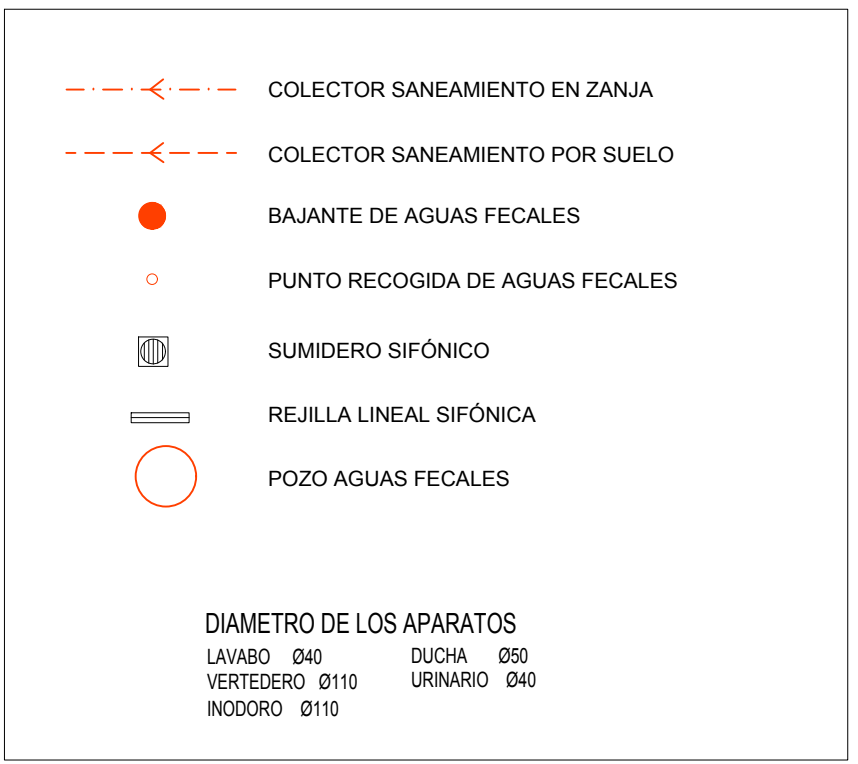 COLECTOR SANEAMIENTO EN ZANJA
COLECTOR SANEAMIENTO POR SUELO
BAJANTE DE AGUAS FECALES
PUNTO RECOGIDA DE AGUAS FECALES
SUMIDERO SIFÓNICO
REJILLA LINEAL SIFÓNICA
POZO AGUAS FECALES
DIAMETRO DE LOS APARATOS
LAVABO Ø40 DUCHA Ø50
VERTEDERO Ø110 URINARIO Ø40
INODORO Ø110